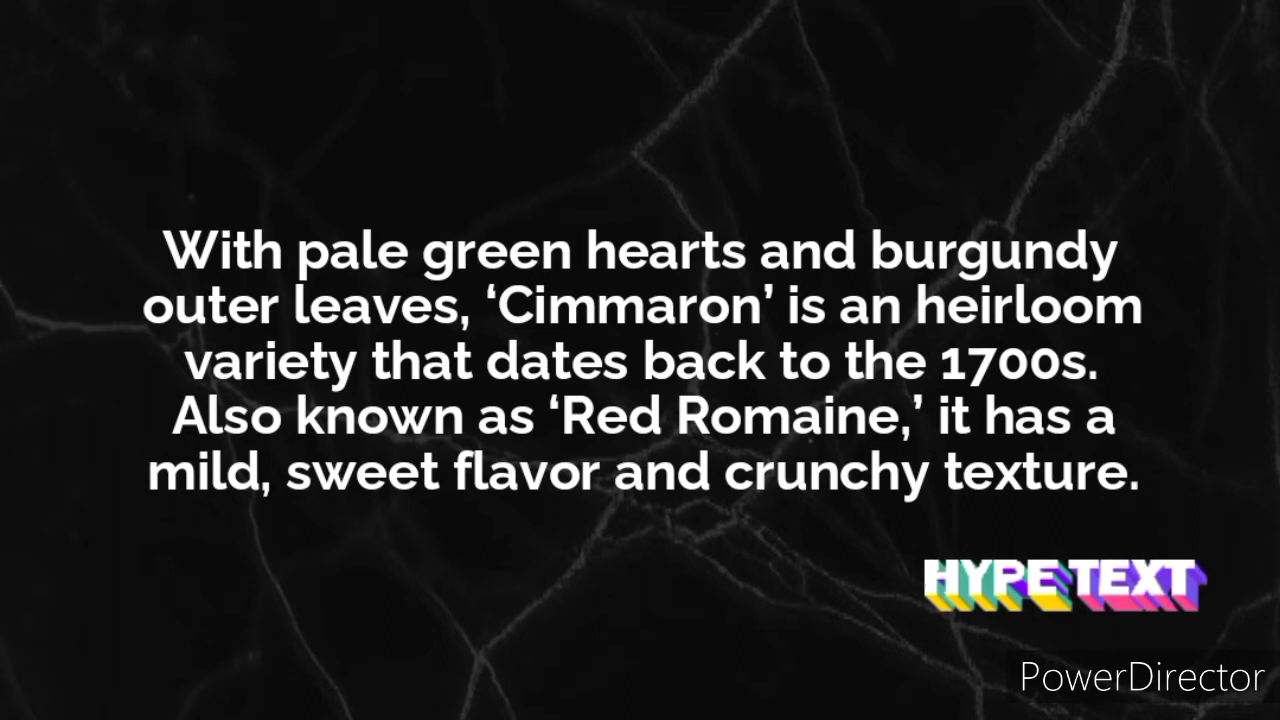 With pale green hearts and burgundy
outer leaves, ‘Cimmaron’ is an heirloom
variety that dates back to the 1700s.
Also known as ‘Red Romaine,’ it has a
mild, sweet flavor and crunchy texture.
HYPE TEXT
PowerDirector